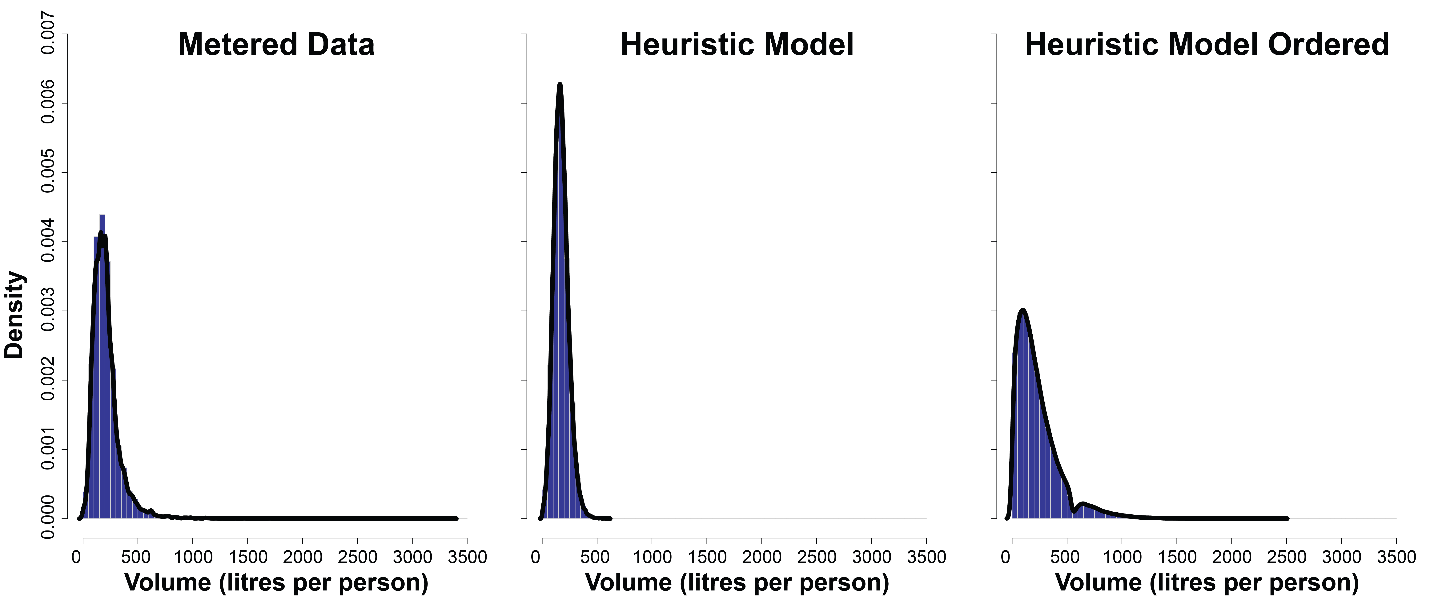 Metered Data
Heuristic Model
Heuristic Model Ordered
Density
0.007
0.006
0.005
0.004
0.003
0.002
0.001
0.000
0 500 1000 1500 2000 2500 3000 3500
0 500 1000 1500 2000 2500 3000 3500
0 500 1000 1500 2000 2500 3000 3500
Volume (litres per person)
Volume (litres per person)
Volume (litres per person)